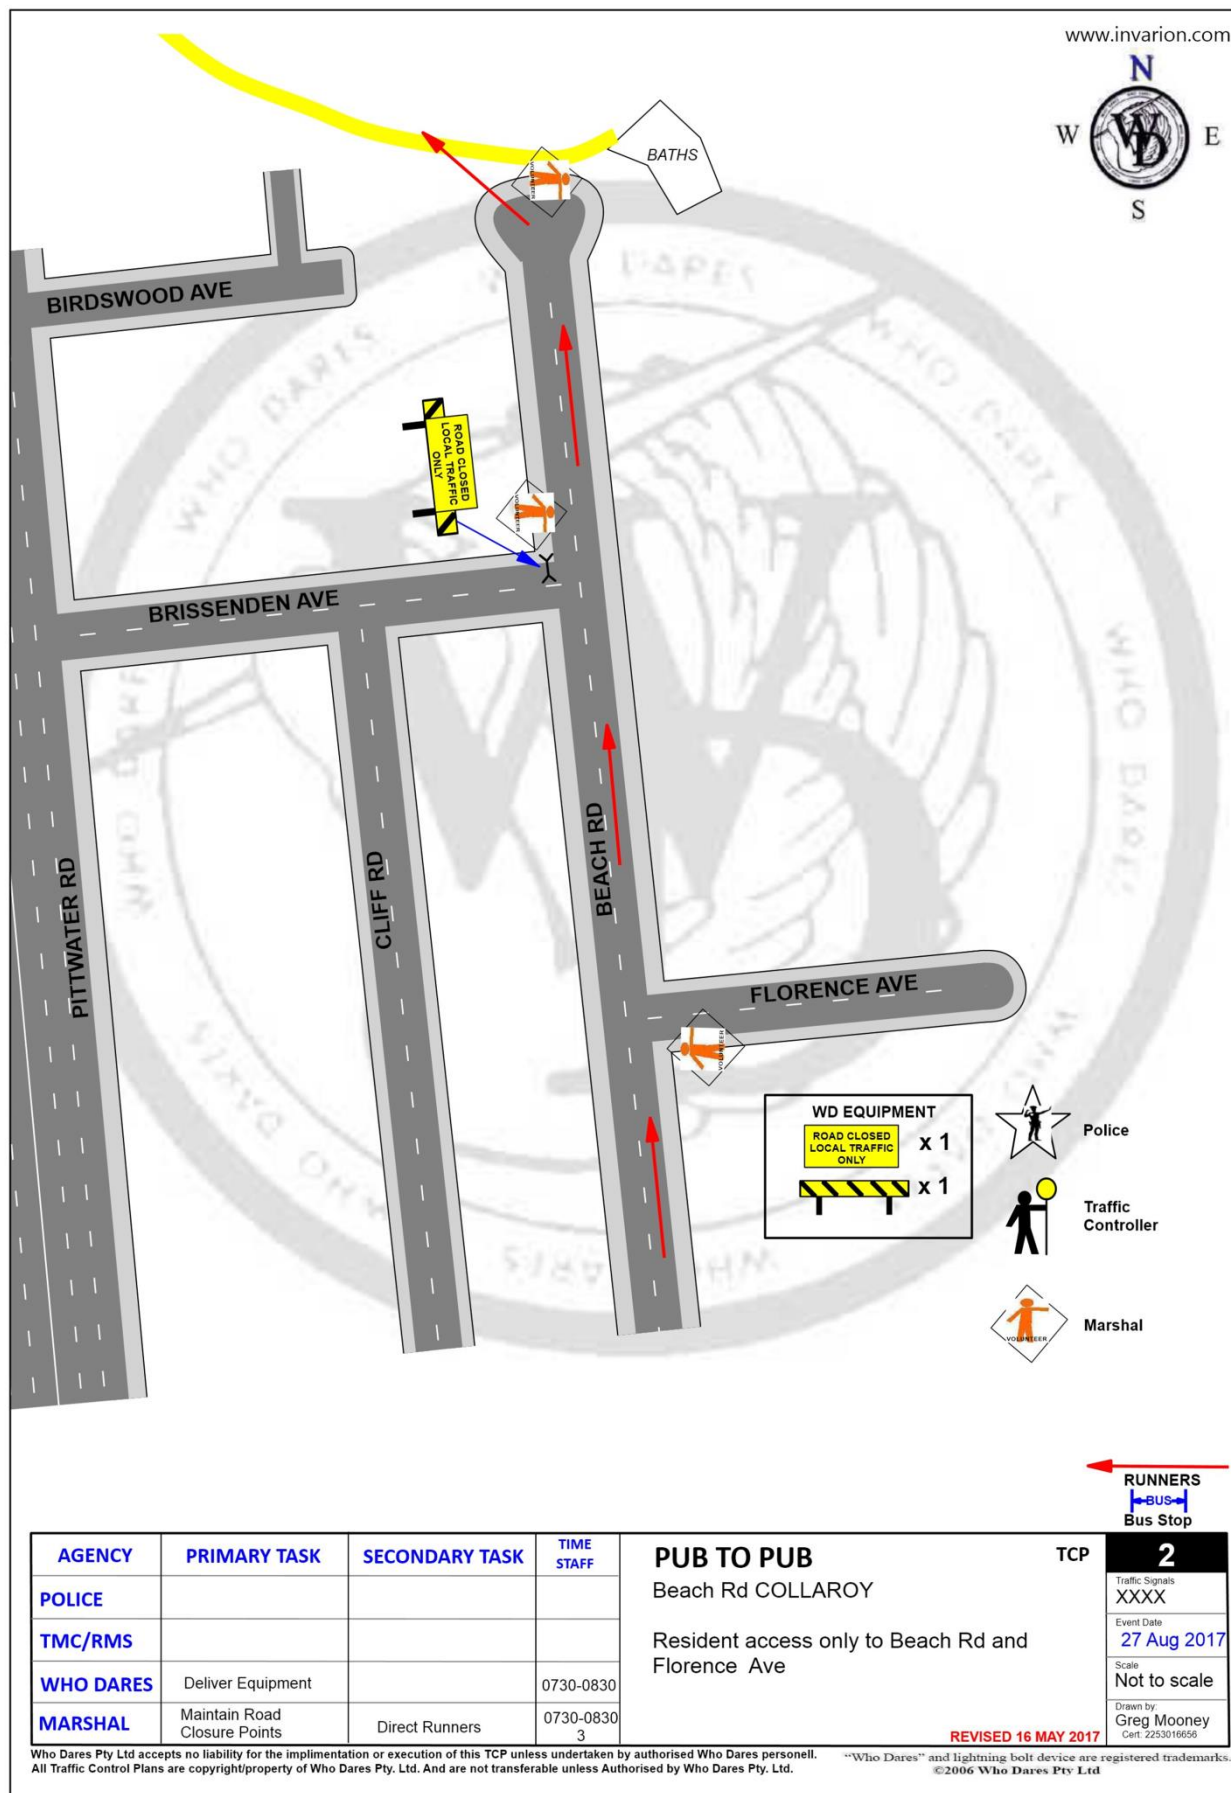 www.invarion.com
N
W
WD
E
S
BATHS
VOLUNTEER
BIRDSWOOD AVE
ROAD CLOSED
LOCAL TRAFFIC
ONLY
VOLUNTEER
BRISSENDEN AVE
PITTWATER RD
CLIFF RD
BEACH RD
FLORENCE AVE
VOLUNTEER
WD EQUIPMENT
ROAD CLOSED
LOCAL TRAFFIC
ONLY
x 1
x 1
Police
Traffic
Controller
VOLUNTEER
Marshal
RUNNERS
BUS
Bus Stop
AGENCY PRIMARY TASK SECONDARY TASK TIME
STAFF
POLICE
TMC/RMS
WHO DARES Deliver Equipment 0730-0830
MARSHAL Maintain Road
Closure Points Direct Runners 0730-0830
3
PUB TO PUB TCP
Beach Rd COLLAROY
Resident access only to Beach Rd and
Florence Ave
REVISED 16 MAY 2017
2
Traffic Signals
XXXX
Event Date
27 Aug 2017
Scale
Not to scale
Drawn by:
Greg Mooney
Cert: 2253016656
Who Dares Pty Ltd accepts no liability for the implimentation or execution of this TCP unless undertaken by authorised Who Dares personell.
All Traffic Control Plans are copyright/property of Who Dares Pty. Ltd. And are not transferable unless Authorised by Who Dares Pty. Ltd.
“Who Dares” and lightning bolt device are registered trademarks.
©2006 Who Dares Pty Ltd